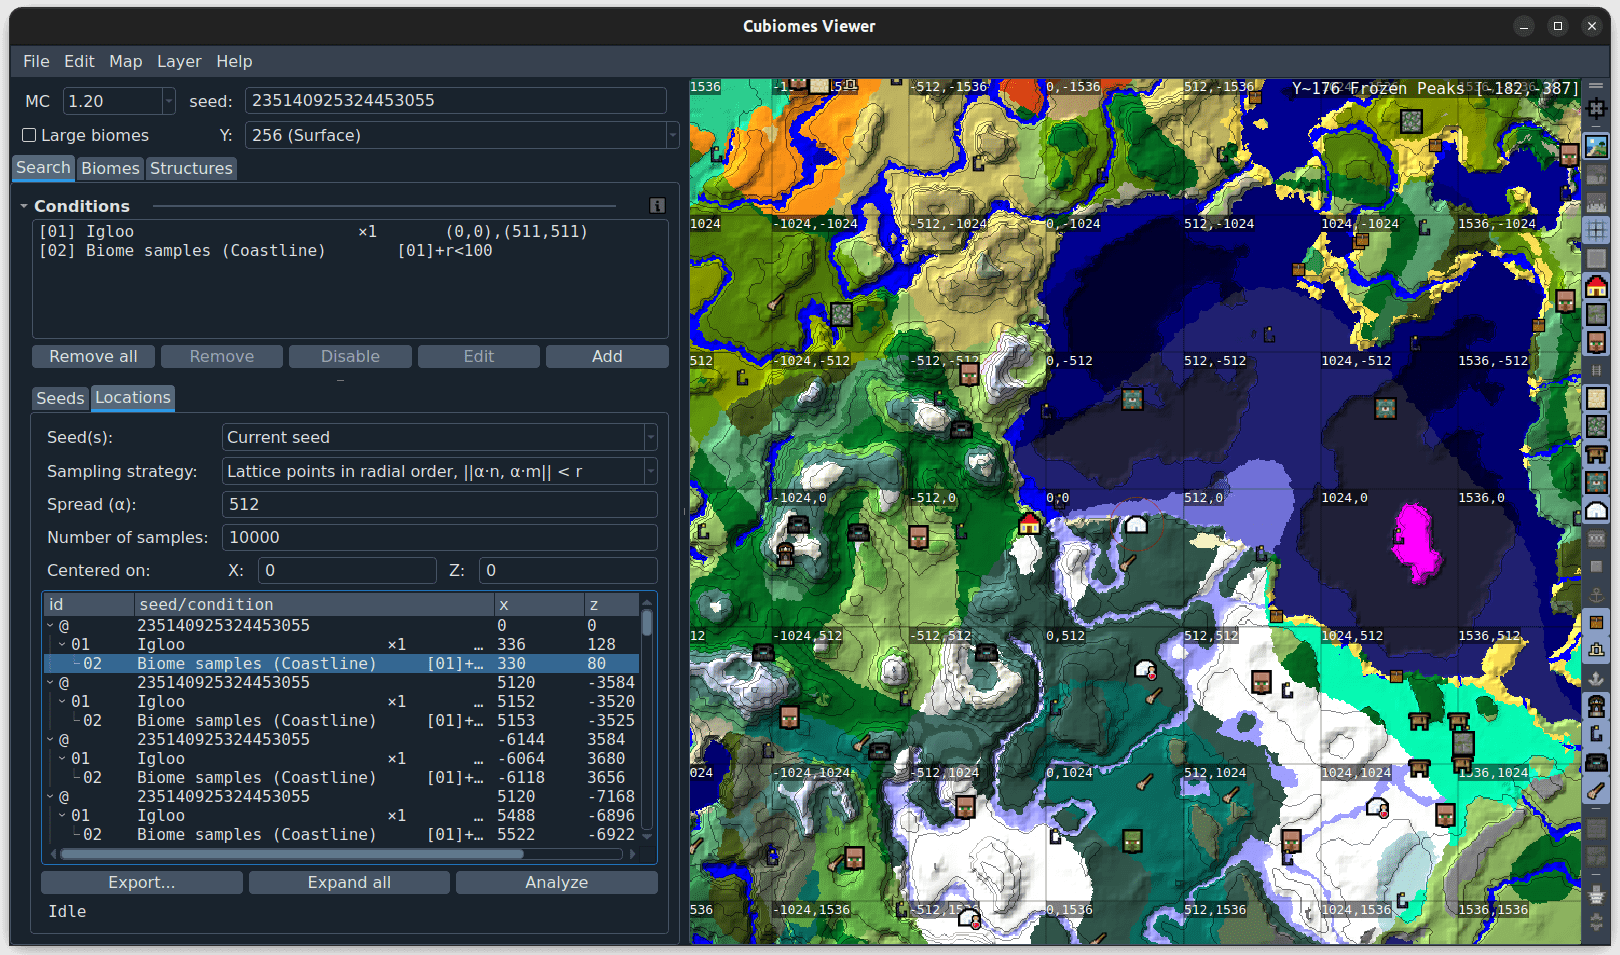 Cubiomes Viewer
File Edit Map Layer Help
MC 1.20 seed: 235140925324453055
Large biomes Y: 256 (Surface)
Search Biomes Structures
Conditions
[01] Igloo ×1 (0,0),(511,511)
[02] Biome samples (Coastline) [01]+r<100
Remove all Remove Disable Edit Add
Seeds Locations
Seed(s): Current seed
Sampling strategy: Lattice points in radial order, ||α·n, α·m|| < r
Spread (α): 512
Number of samples: 10000
Centered on: X: 0 Z: 0
id seed/condition x z
@ 235140925324453055 0 0
01 Igloo ×1 … 336 128
02 Biome samples (Coastline) [01]+… 330 80
@ 235140925324453055 5120 -3584
01 Igloo ×1 … 5152 -3520
02 Biome samples (Coastline) [01]+… 5153 -3525
@ 235140925324453055 -6144 3584
01 Igloo ×1 … -6064 3680
02 Biome samples (Coastline) [01]+… -6118 3656
@ 235140925324453055 5120 -7168
01 Igloo ×1 … 5488 -6896
02 Biome samples (Coastline) [01]+… 5522 -6922
Export... Expand all Analyze
Idle
Y~176 Frozen Peaks [~182,-387]
1536 -512,-1536 0,-1536 512,-1536
1024 -1024,-1024 -512,-1024 0,-1024 512,-1024 1024,-1024 1536,-1024
512 -1024,-512 -512,-512 0,-512 512,-512 1024,-512 1536,-512
-1024,0 -512,0 0,0 512,0 1024,0 1536,0
12 -1024,512 -512,512 0,512 512,512 1024,512 1536,512
024 -1024,1024 -512,1024 0,1024 512,1024 1024,1024 1536,1024
536 -1024,1536 -512,1536 0,1536 512,1536 1024,1536 1536,1536